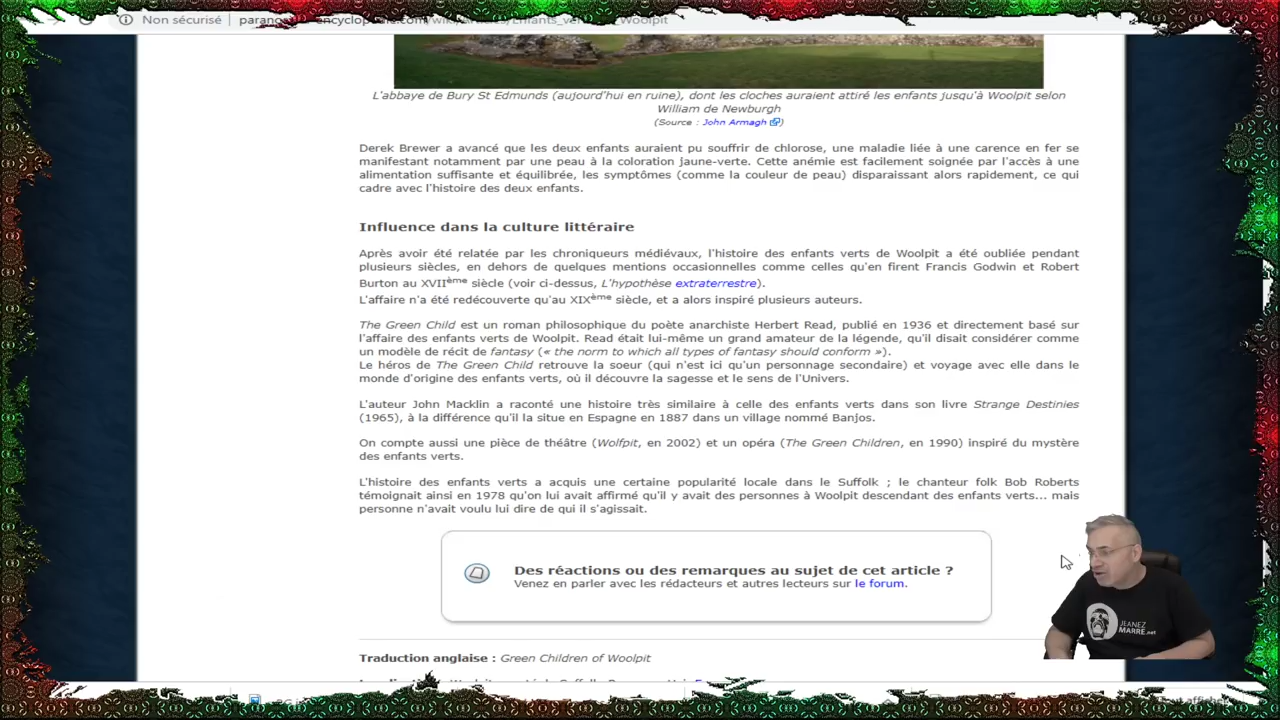 Non sécurisé
L'abbaye de Bury St Edmunds (aujourd'hui en ruine), dont les cloches auraient attiré les enfants jusqu'à Woolpit selon
William de Newburgh
(Source : John Armagh)
Derek Brewer a avancé que les deux enfants auraient pu souffrir de chlorose, une maladie liée à une carence en fer se
manifestant notamment par une peau à la coloration jaune-verte. Cette anémie est facilement soignée par l'accès à une
alimentation suffisante et équilibrée, les symptômes (comme la couleur de peau) disparaissant alors rapidement, ce qui
cadre avec l'histoire des deux enfants.
Influence dans la culture littéraire
Après avoir été relatée par les chroniqueurs médiévaux, l'histoire des enfants verts de Woolpit a été oubliée pendant
plusieurs siècles, en dehors de quelques mentions occasionnelles comme celles qu'en firent Francis Godwin et Robert
Burton au XVIIème siècle (voir ci-dessus, L'hypothèse extraterrestre).
L'affaire n'a été redécouverte qu'au XIXème siècle, et a alors inspiré plusieurs auteurs.
The Green Child est un roman philosophique du poète anarchiste Herbert Read, publié en 1936 et directement basé sur
l'affaire des enfants verts de Woolpit. Read était lui-même un grand amateur de la légende, qu'il disait considérer comme
un modèle de récit de fantasy (« the norm to which all types of fantasy should conform »).
Le héros de The Green Child retrouve la soeur (qui n'est ici qu'un personnage secondaire) et voyage avec elle dans le
monde d'origine des enfants verts, où il découvre la sagesse et le sens de l'Univers.
L'auteur John Macklin a raconté une histoire très similaire à celle des enfants verts dans son livre Strange Destinies
(1965), à la différence qu'il la situe en Espagne en 1887 dans un village nommé Banjos.
On compte aussi une pièce de théâtre (Wolfpit, en 2002) et un opéra (The Green Children, en 1990) inspiré du mystère
des enfants verts.
L'histoire des enfants verts a acquis une certaine popularité locale dans le Suffolk ; le chanteur folk Bob Roberts
témoignait ainsi en 1978 qu'on lui avait affirmé qu'il y avait des personnes à Woolpit descendant des enfants verts... mais
personne n'avait voulu lui dire de qui il s'agissait.
Des réactions ou des remarques au sujet de cet article ?
Venez en parler avec les rédacteurs et autres lecteurs sur le forum.
JEANEZ
MARRE.net
Traduction anglaise : Green Children of Woolpit